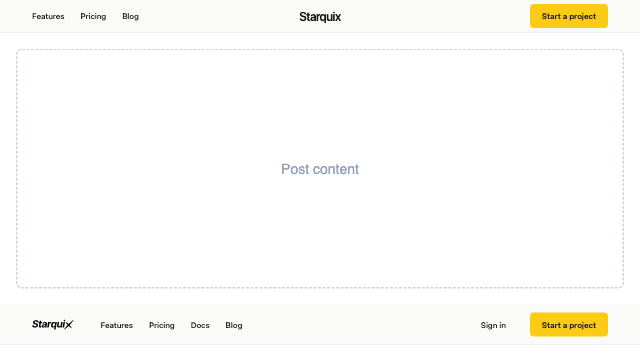 Features Pricing Blog Starquix Start a project
Post content
Starquix Features Pricing Docs Blog Sign in Start a project